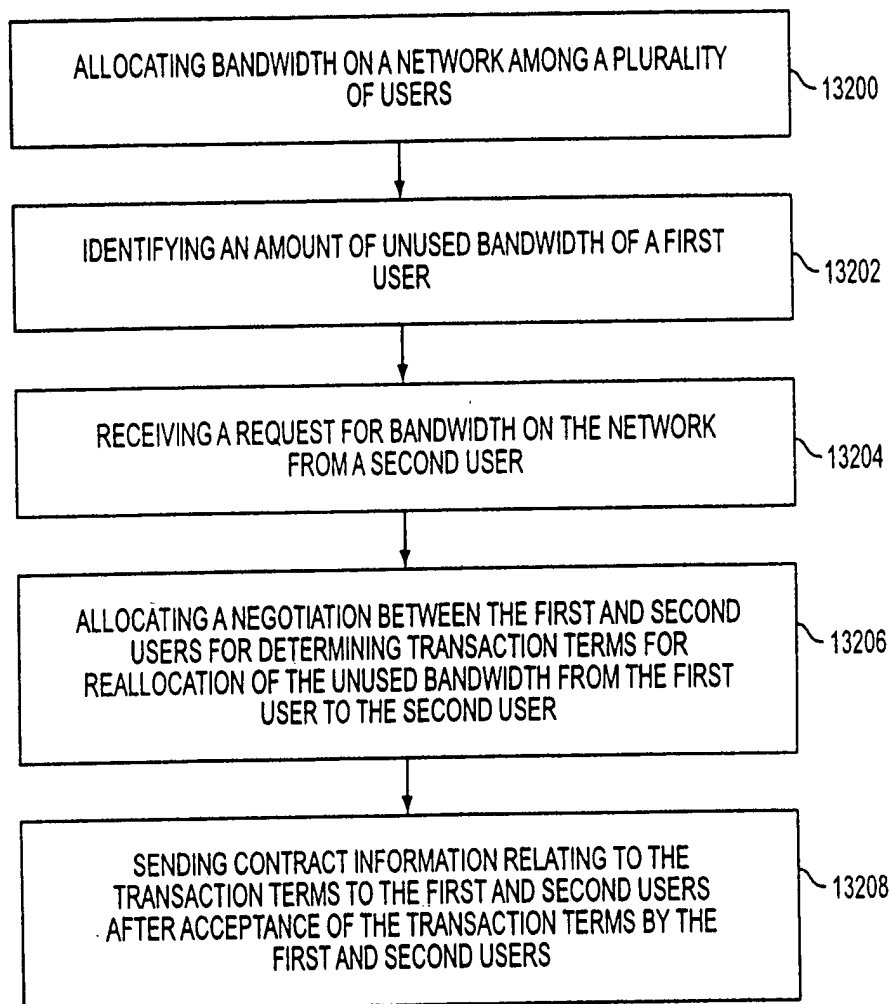 ALLOCATING BANDWIDTH ON A NETWORK AMONG A PLURALITY
OF USERS
13200
IDENTIFYING AN AMOUNT OF UNUSED BANDWIDTH OF A FIRST
USER
13202
RECEIVING A REQUEST FOR BANDWIDTH ON THE NETWORK
FROM A SECOND USER
13204
ALLOCATING A NEGOTIATION BETWEEN THE FIRST AND SECOND
USERS FOR DETERMINING TRANSACTION TERMS FOR
REALLOCATION OF THE UNUSED BANDWIDTH FROM THE FIRST
USER TO THE SECOND USER
13206
SENDING CONTRACT INFORMATION RELATING TO THE
TRANSACTION TERMS TO THE FIRST AND SECOND USERS
AFTER ACCEPTANCE OF THE TRANSACTION TERMS BY THE
FIRST AND SECOND USERS
13208